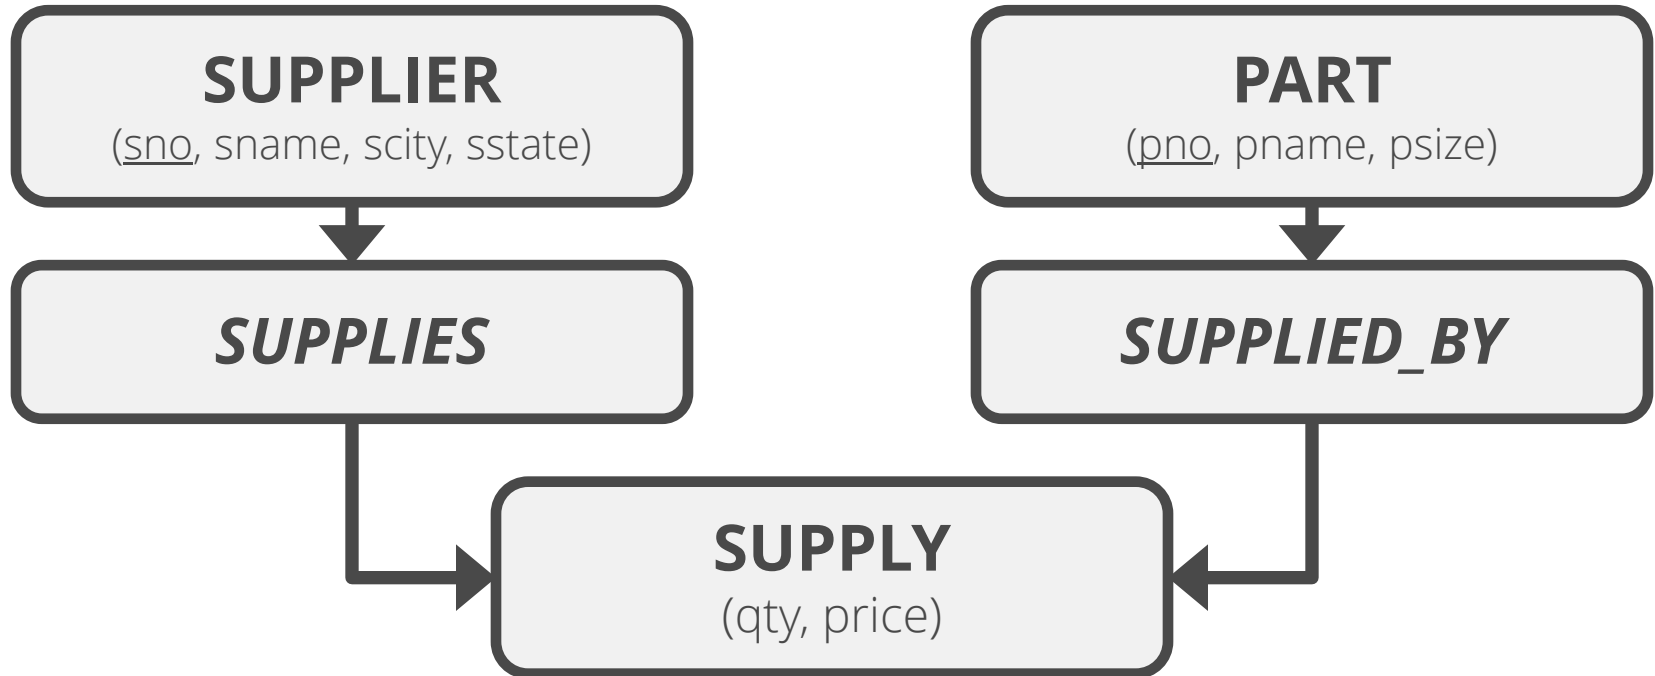 SUPPLIER
(sno, sname, scity, sstate)
PART
(pno, pname, psize)
SUPPLIES
SUPPLIED_BY
SUPPLY
(qty, price)